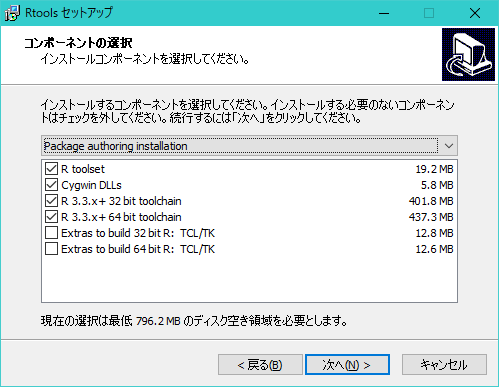 Rtools セットアップ
コンポーネントの選択
インストールコンポーネントを選択してください。
インストールするコンポーネントを選択してください。インストールする必要のないコンポーネン
トはチェックを外してください。続行するには「次へ」をクリックしてください。
Package authoring installation
R toolset 19.2 MB
Cygwin DLLs 5.8 MB
R 3.3.x+ 32 bit toolchain 401.8 MB
R 3.3.x+ 64 bit toolchain 437.3 MB
Extras to build 32 bit R: TCL/TK 12.8 MB
Extras to build 64 bit R: TCL/TK 12.6 MB
現在の選択は最低 796.2 MB のディスク空き領域を必要とします。
< 戻る(B) 次へ(N) > キャンセル